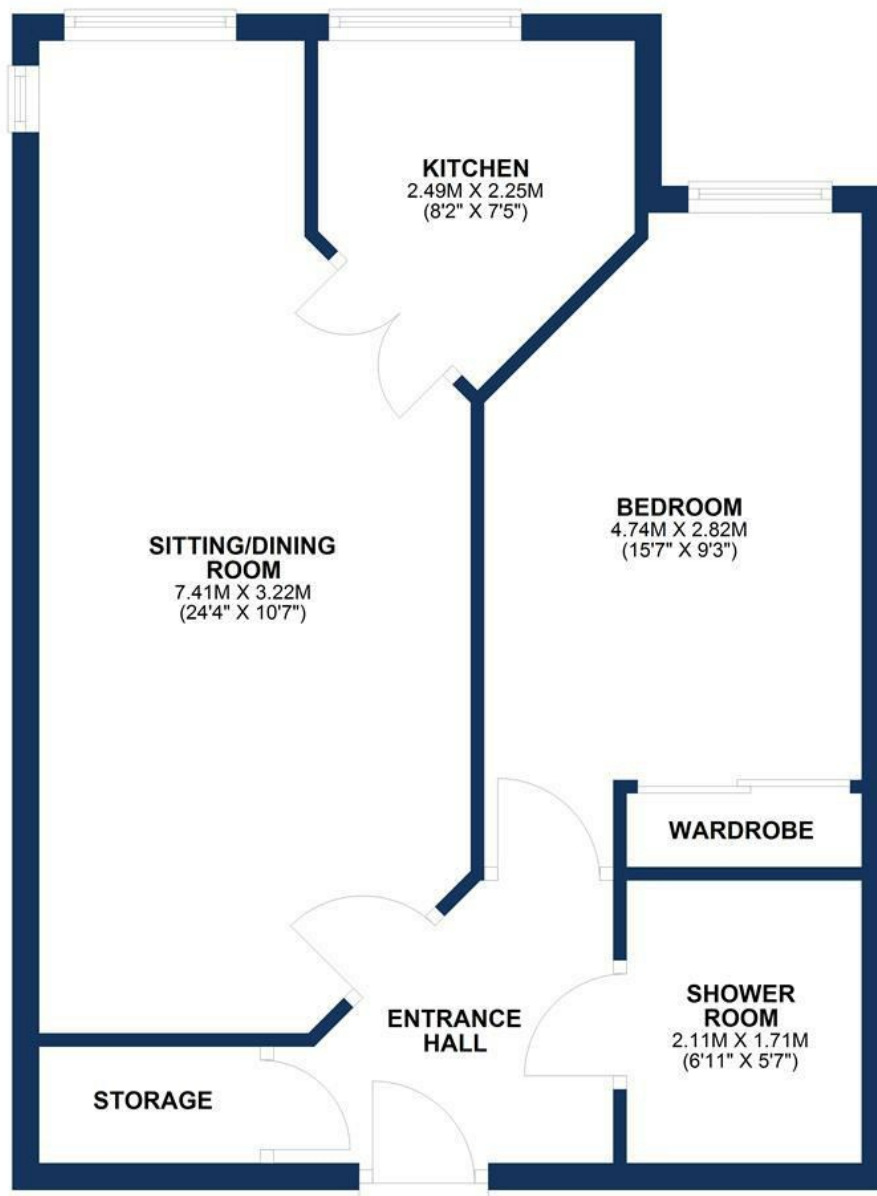 KITCHEN
2.49M X 2.25M
(8'2" X 7'5")
BEDROOM
4.74M X 2.82M
(15'7" X 9'3")
SITTING/DINING
ROOM
7.41M X 3.22M
(24'4" X 10'7")
WARDROBE
SHOWER
ROOM
2.11M X 1.71M
(6'11" X 5'7")
ENTRANCE
HALL
STORAGE